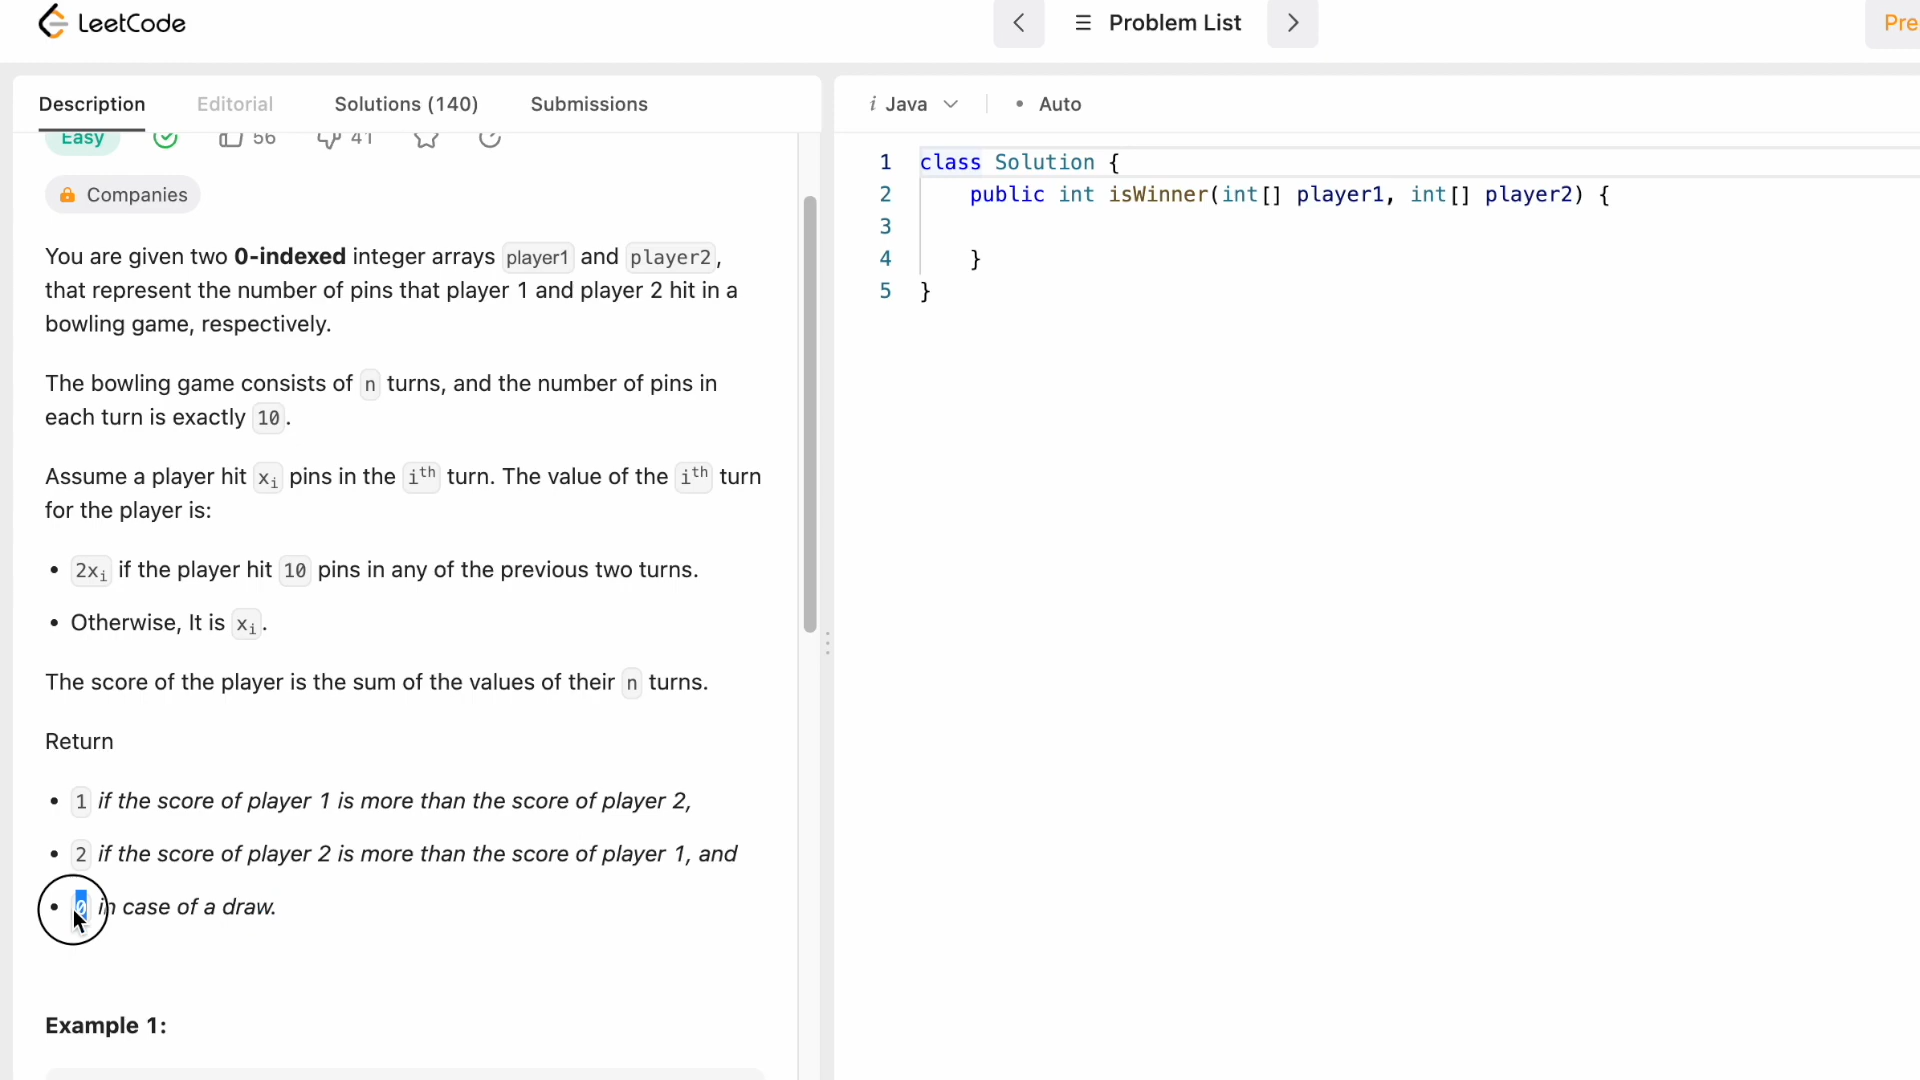 LeetCode
Problem List
Pre
Description Editorial Solutions (140) Submissions
Easy 56 41
Companies
You are given two 0-indexed integer arrays player1 and player2,
that represent the number of pins that player 1 and player 2 hit in a
bowling game, respectively.
The bowling game consists of n turns, and the number of pins in
each turn is exactly 10.
Assume a player hit xi pins in the ith turn. The value of the ith turn
for the player is:
• 2xi if the player hit 10 pins in any of the previous two turns.
• Otherwise, It is xi.
The score of the player is the sum of the values of their n turns.
Return
• 1 if the score of player 1 is more than the score of player 2,
• 2 if the score of player 2 is more than the score of player 1, and
• 0 in case of a draw.
Example 1:
i Java • Auto
1 class Solution {
2 public int isWinner(int[] player1, int[] player2) {
3
4 }
5 }